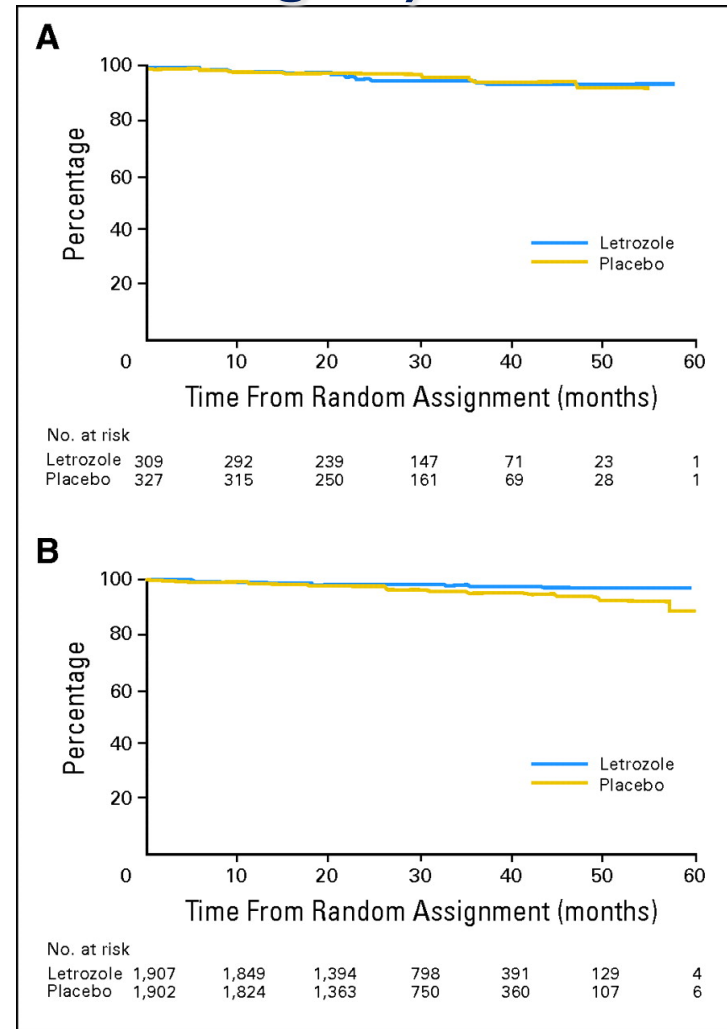 A
100
80
60
40
20
0
Percentage
Letrozole
Placebo
10 20 30 40 50 60
Time From Random Assignment (months)
No. at risk
Letrozole 309 292 239 147 71 23 1
Placebo 327 315 250 161 69 28 1
B
100
80
60
40
20
0
Percentage
Letrozole
Placebo
10 20 30 40 50 60
Time From Random Assignment (months)
No. at risk
Letrozole 1,907 1,849 1,394 798 391 129 4
Placebo 1,902 1,824 1,363 750 360 107 6